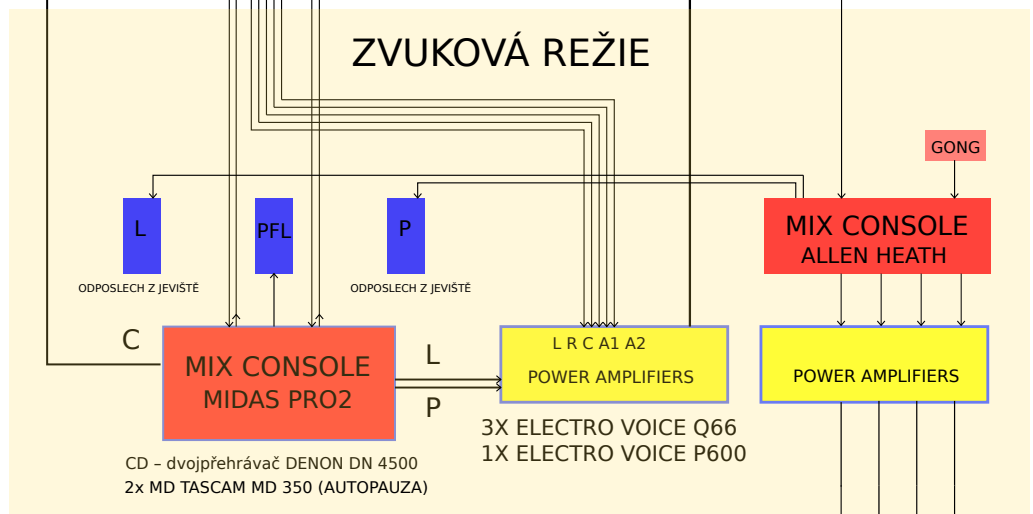 ZVUKOVÁ REŽIE
GONG
L
PFL
P
MIX CONSOLE
ALLEN HEATH
ODPOSLECH Z JEVIŠTĚ
ODPOSLECH Z JEVIŠTĚ
C
MIX CONSOLE
MIDAS PRO2
L
P
L R C A1 A2
POWER AMPLIFIERS
POWER AMPLIFIERS
3X ELECTRO VOICE Q66
1X ELECTRO VOICE P600
CD – dvojpřehrávač DENON DN 4500
2x MD TASCAM MD 350 (AUTOPAUZA)